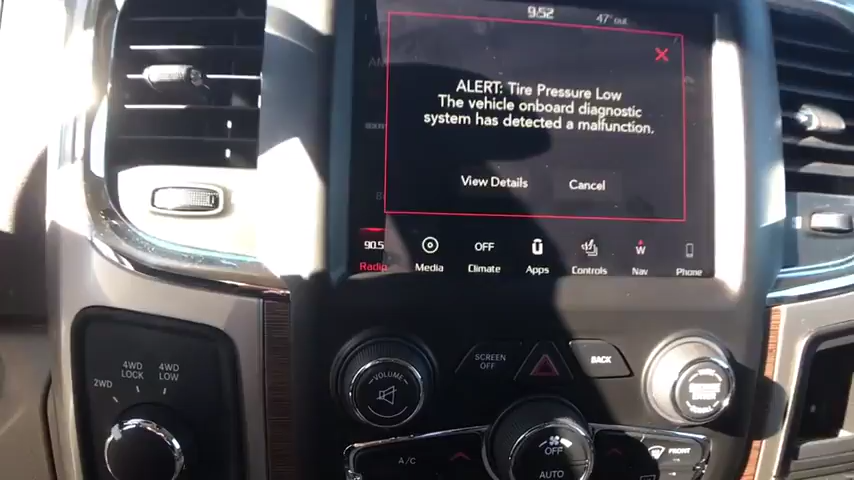 9:52 47° out
ALERT: Tire Pressure Low
The vehicle onboard diagnostic
system has detected a malfunction.
View Details Cancel
90.5 OFF W
Radio Media Climate Apps Controls Nav Phone
4WD LOCK 4WD LOW
2WD
VOLUME
SCREEN OFF
BACK
A/C
OFF
AUTO
FRONT